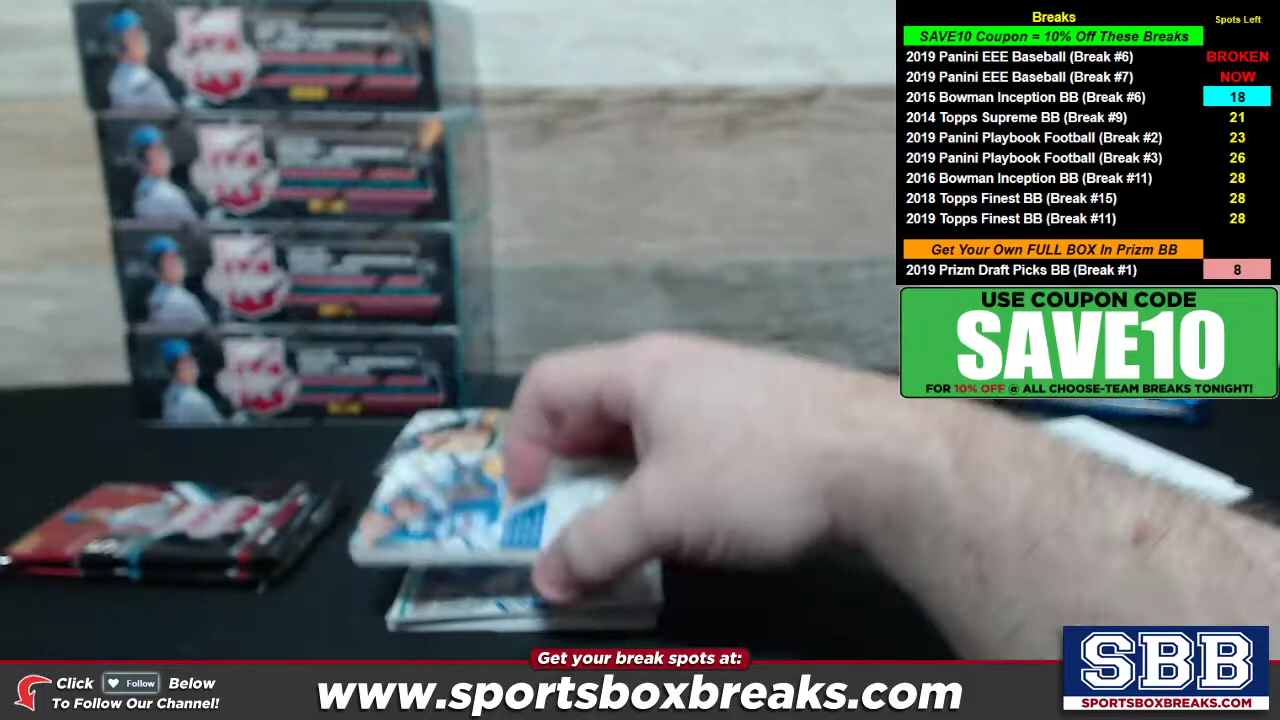 Breaks
Spots Left
SAVE10 Coupon = 10% Off These Breaks
2019 Panini EEE Baseball (Break #6)
BROKEN
2019 Panini EEE Baseball (Break #7)
NOW
2015 Bowman Inception BB (Break #6)
18
2014 Topps Supreme BB (Break #9)
21
2019 Panini Playbook Football (Break #2)
23
2019 Panini Playbook Football (Break #3)
26
2016 Bowman Inception BB (Break #11)
28
2018 Topps Finest BB (Break #15)
28
2019 Topps Finest BB (Break #11)
28
Get Your Own FULL BOX In Prizm BB
2019 Prizm Draft Picks BB (Break #1)
8
USE COUPON CODE
SAVE10
FOR 10% OFF @ ALL CHOOSE-TEAM BREAKS TONIGHT!
Get your break spots at:
Click Follow Below
To Follow Our Channel!
www.sportsboxbreaks.com
SBB
SPORTSBOXBREAKS.COM